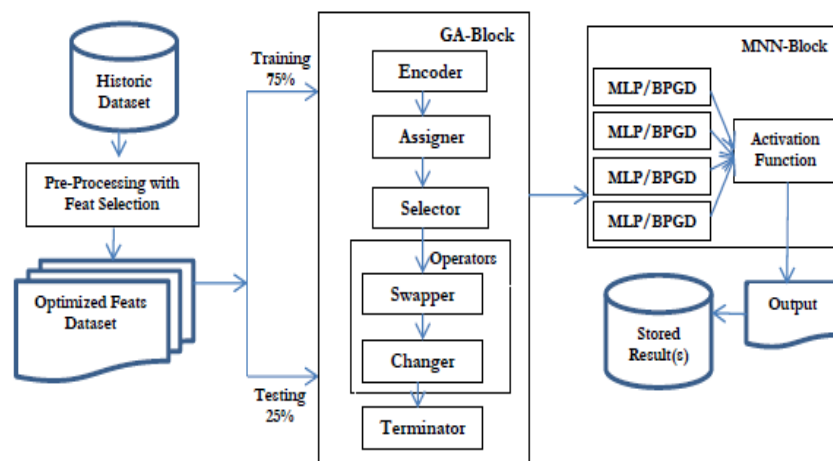 Historic
Dataset
Pre-Processing with
Feat Selection
Optimized Feats
Dataset
Training
75%
Testing
25%
GA-Block
Encoder
Assigner
Selector
Operators
Swapper
Changer
Terminator
MNN-Block
MLP/BPGD
MLP/BPGD
MLP/BPGD
MLP/BPGD
Activation
Function
Output
Stored
Result(s)